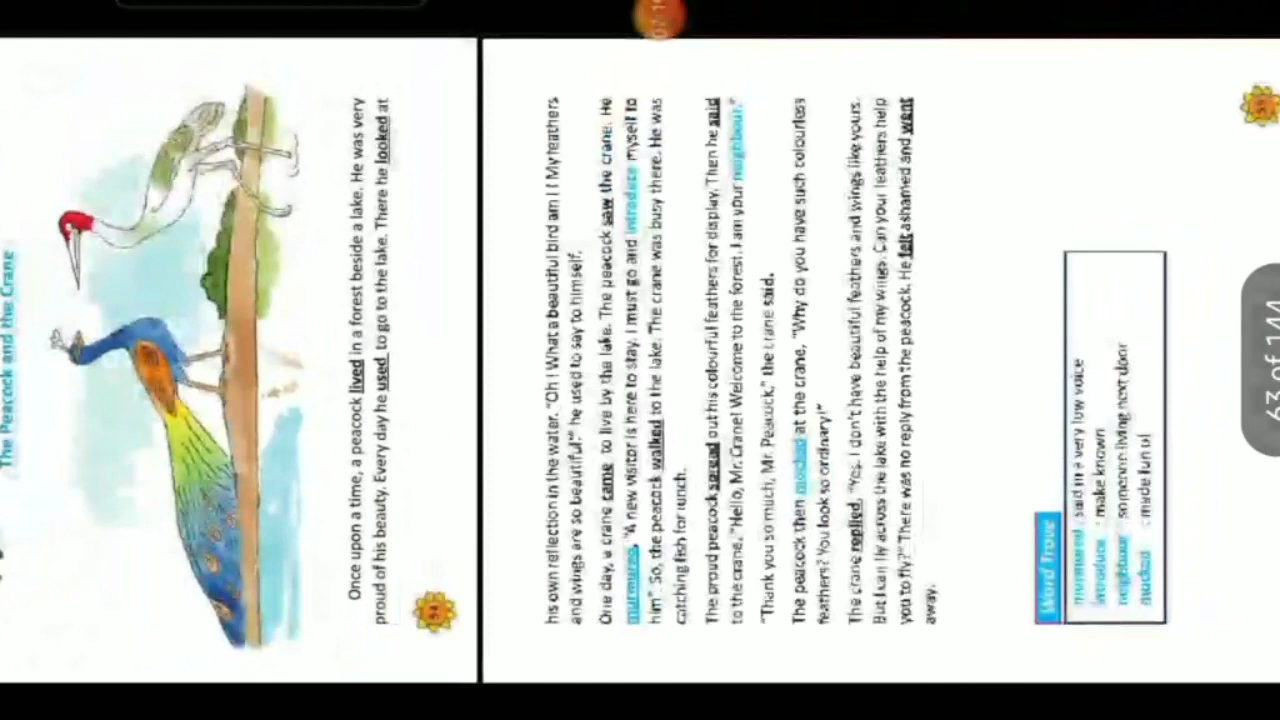 The Peacock and the Crane
Once upon a time, a peacock lived in a forest beside a lake. He was very
proud of his beauty. Every day he used to go to the lake. There he looked at
54
his own reflection in the water. "Oh ! What a beautiful bird am I ! My feathers
and wings are so beautiful!" he used to say to himself.
One day, a crane came to live by the lake. The peacock saw the crane. He
murmured, "A new visitor is here to stay. I must go and introduce myself to
him". So, the peacock walked to the lake. The crane was busy there. He was
catching fish for lunch.
The proud peacock spread out his colourful feathers for display. Then he said
to the crane, "Hello, Mr. Crane! Welcome to the forest. I am your neighbour."
"Thank you so much, Mr. Peacock," the crane said.
The peacock then mocked at the crane, "Why do you have such colourless
feathers? You look so ordinary!"
The crane replied, "Yes. I don't have beautiful feathers and wings like yours.
But I can fly across the lake with the help of my wings. Can your feathers help
you to fly?" There was no reply from the peacock. He felt ashamed and went
away.
Word Trove
murmured : said in a very low voice
introduce : make known
neighbour : someone living next door
mocked : made fun of
55
63 of 144